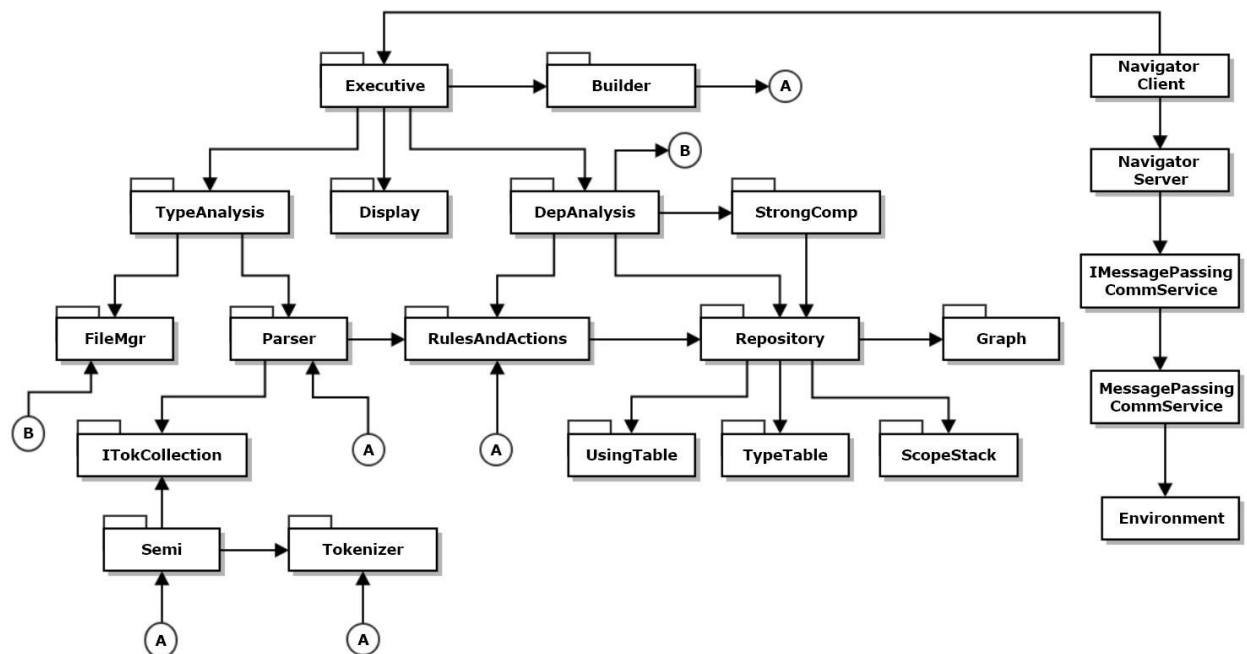 Executive
Builder
A
Navigator
Client
B
Navigator
Server
TypeAnalysis
Display
DepAnalysis
StrongComp
IMessagePassing
CommService
FileMgr
Parser
RulesAndActions
Repository
Graph
MessagePassing
CommService
B
A
A
ITokCollection
UsingTable
TypeTable
ScopeStack
Environment
Semi
Tokenizer
A
A